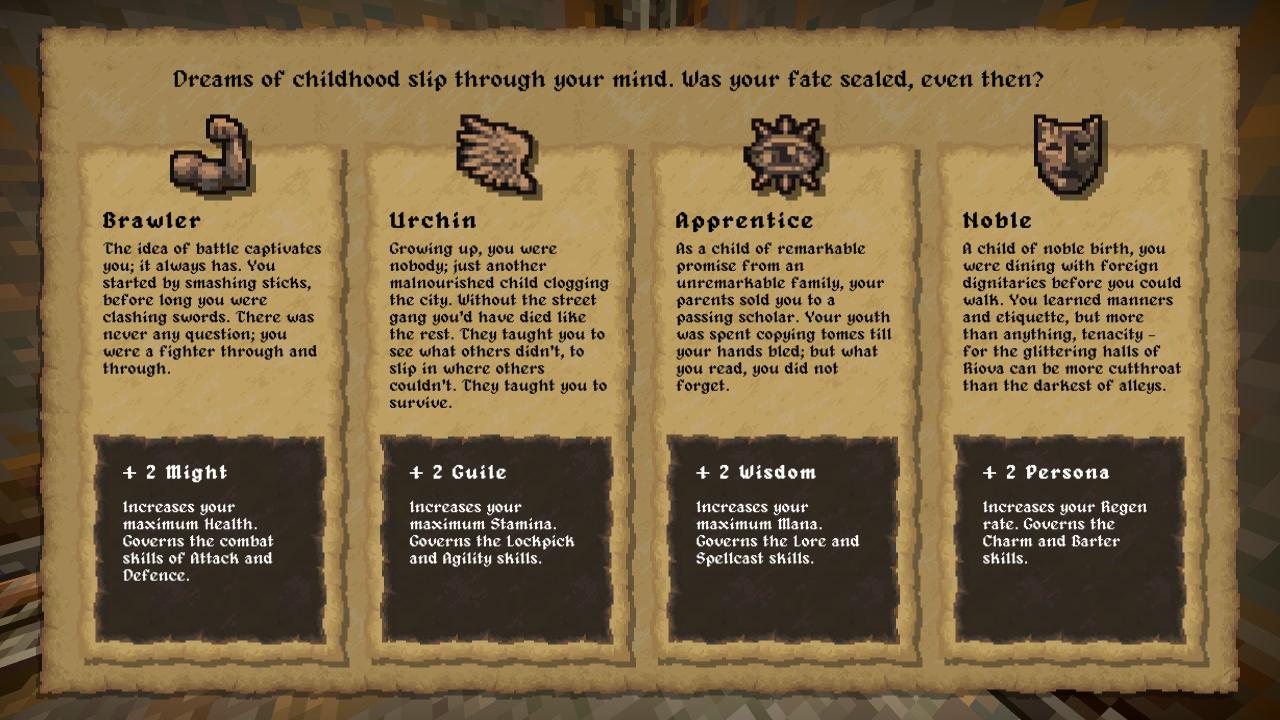 Dreams of childhood slip through your mind. Was your fate sealed, even then?
Brawler
The idea of battle captivates
you; it always has. You
started by smashing sticks,
before long you were
clashing swords. There was
never any question; you
were a fighter through and
through.
+ 2 Might
Increases your
maximum Health.
Governs the combat
skills of Attack and
Defence.
Urchin
Growing up, you were
nobody; just another
malnourished child clogging
the city. Without the street
gang you'd have died like
the rest. They taught you to
see what others didn't, to
slip in where others
couldn't. They taught you to
survive.
+ 2 Guile
Increases your
maximum Stamina.
Governs the Lockpick
and Agility skills.
Apprentice
As a child of remarkable
promise from an
unremarkable family, your
parents sold you to a
passing scholar. Your youth
was spent copying tomes till
your hands bled; but what
you read, you did not
forget.
+ 2 Wisdom
Increases your
maximum Mana.
Governs the Lore and
Spellcast skills.
Noble
A child of noble birth, you
were dining with foreign
dignitaries before you could
walk. You learned manners
and etiquette, but more
than anything, tenacity –
for the glittering halls of
Riova can be more cutthroat
than the darkest of alleys.
+ 2 Persona
Increases your Regen
rate. Governs the
Charm and Barter
skills.